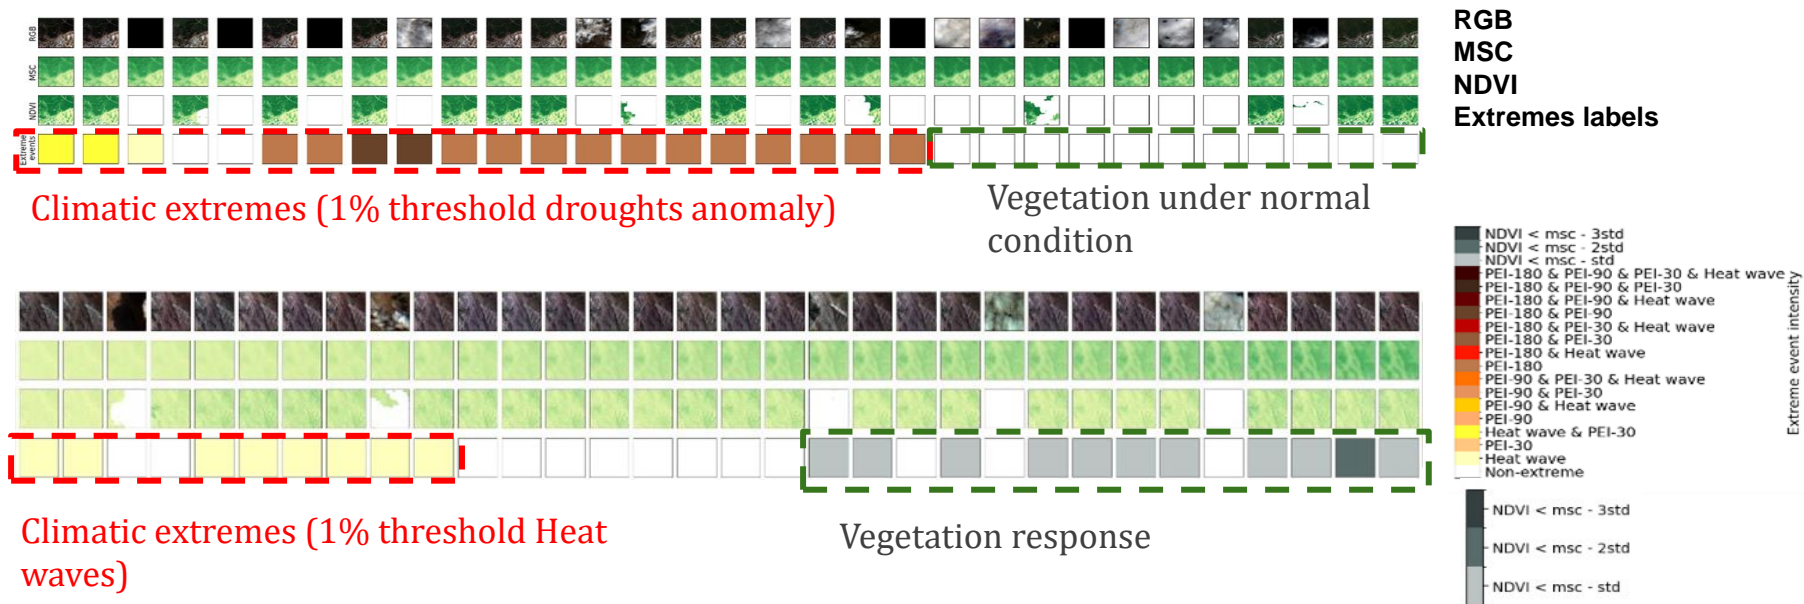 RGB
MSC
NDVI
Extreme
events
RGB
MSC
NDVI
Extremes labels
Climatic extremes (1% threshold droughts anomaly)
Vegetation under normal
condition
NDVI < msc - 3std
NDVI < msc - 2std
NDVI < msc - std
PEI-180 & PEI-90 & PEI-30 & Heat wave
PEI-180 & PEI-90 & PEI-30
PEI-180 & PEI-90 & Heat wave
PEI-180 & PEI-90
PEI-180 & PEI-30 & Heat wave
PEI-180 & PEI-30
PEI-180 & Heat wave
PEI-180
PEI-90 & PEI-30 & Heat wave
PEI-90 & PEI-30
PEI-90 & Heat wave
PEI-90
Heat wave & PEI-30
PEI-30
Heat wave
Non-extreme
Extreme event intensity
Climatic extremes (1% threshold Heat
waves)
Vegetation response
NDVI < msc - 3std
NDVI < msc - 2std
NDVI < msc - std